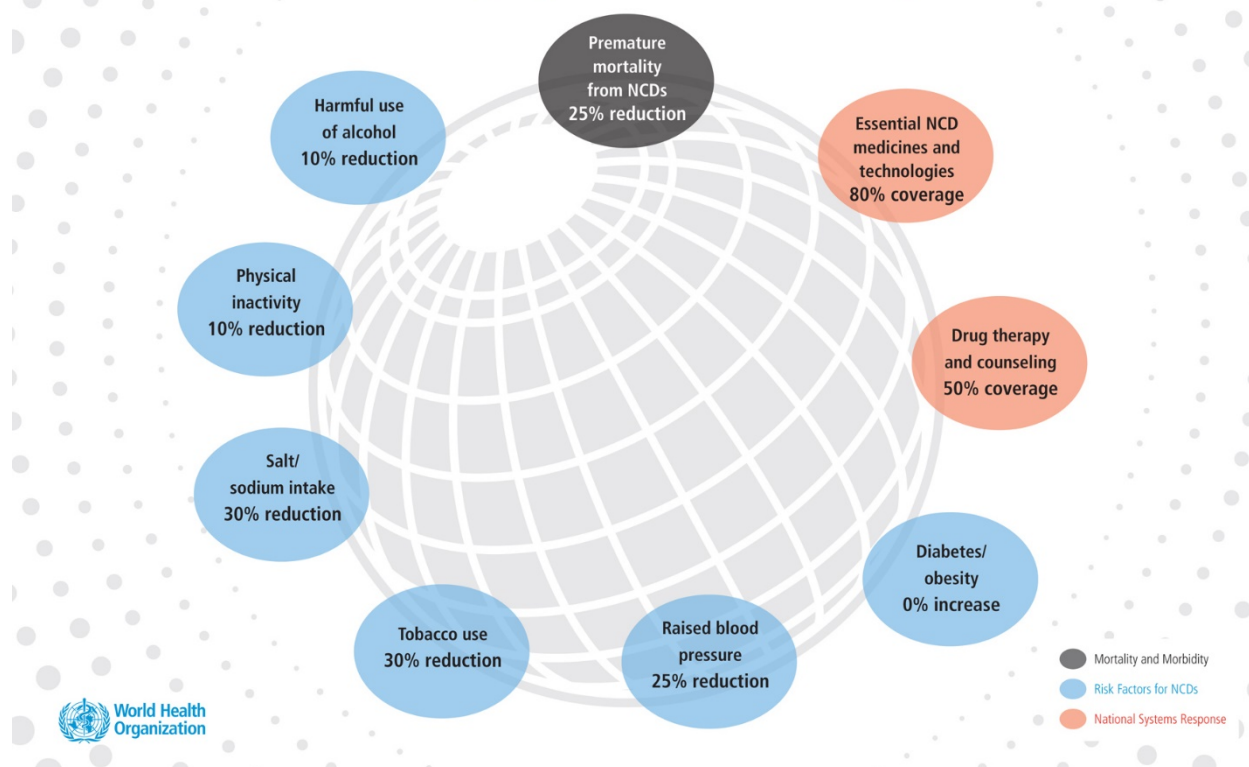 Premature
mortality
from NCDs
25% reduction
Harmful use
of alcohol
10% reduction
Essential NCD
medicines and
technologies
80% coverage
Physical
inactivity
10% reduction
Drug therapy
and counseling
50% coverage
Salt/
sodium intake
30% reduction
Diabetes/
obesity
0% increase
Tobacco use
30% reduction
Raised blood
pressure
25% reduction
Mortality and Morbidity
Risk Factors for NCDs
National Systems Response
World Health
Organization